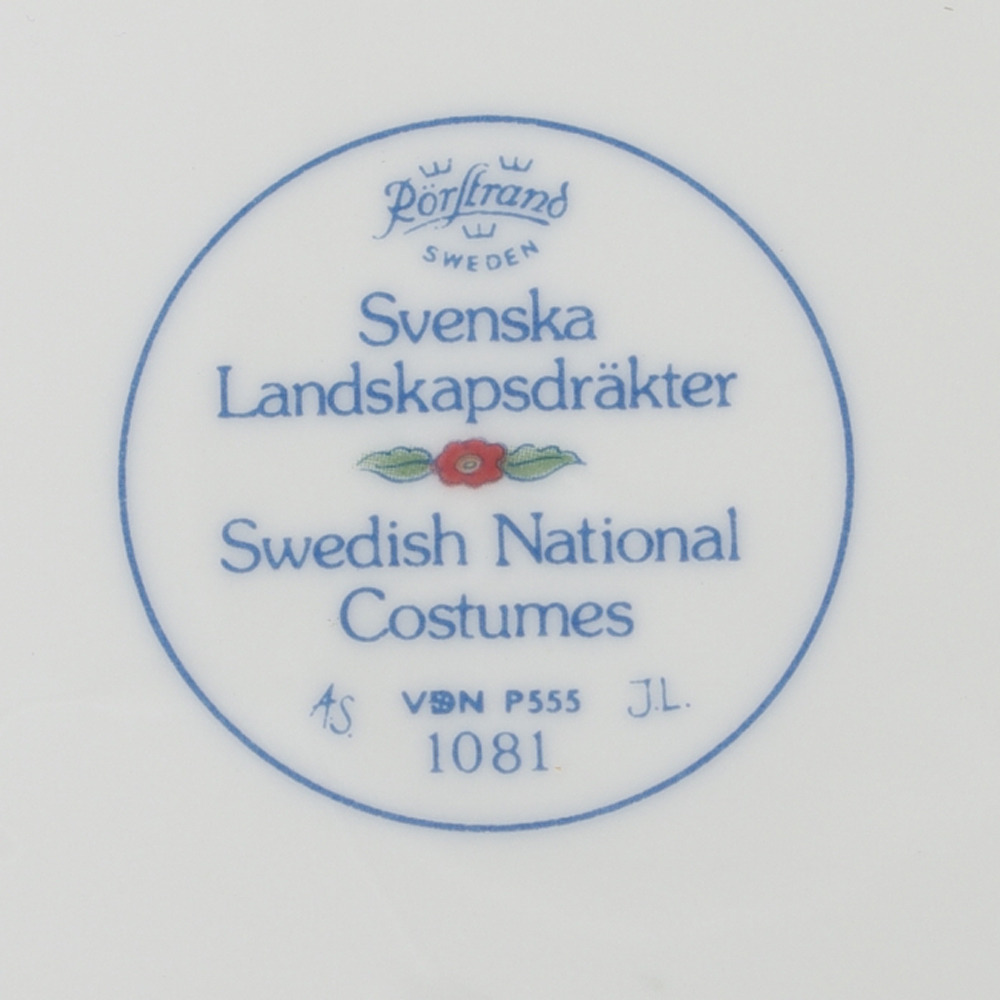 Rörstrand
SWEDEN
Svenska
Landskapsdräkter
Swedish National
Costumes
AS. VDN P555 J.L.
1081